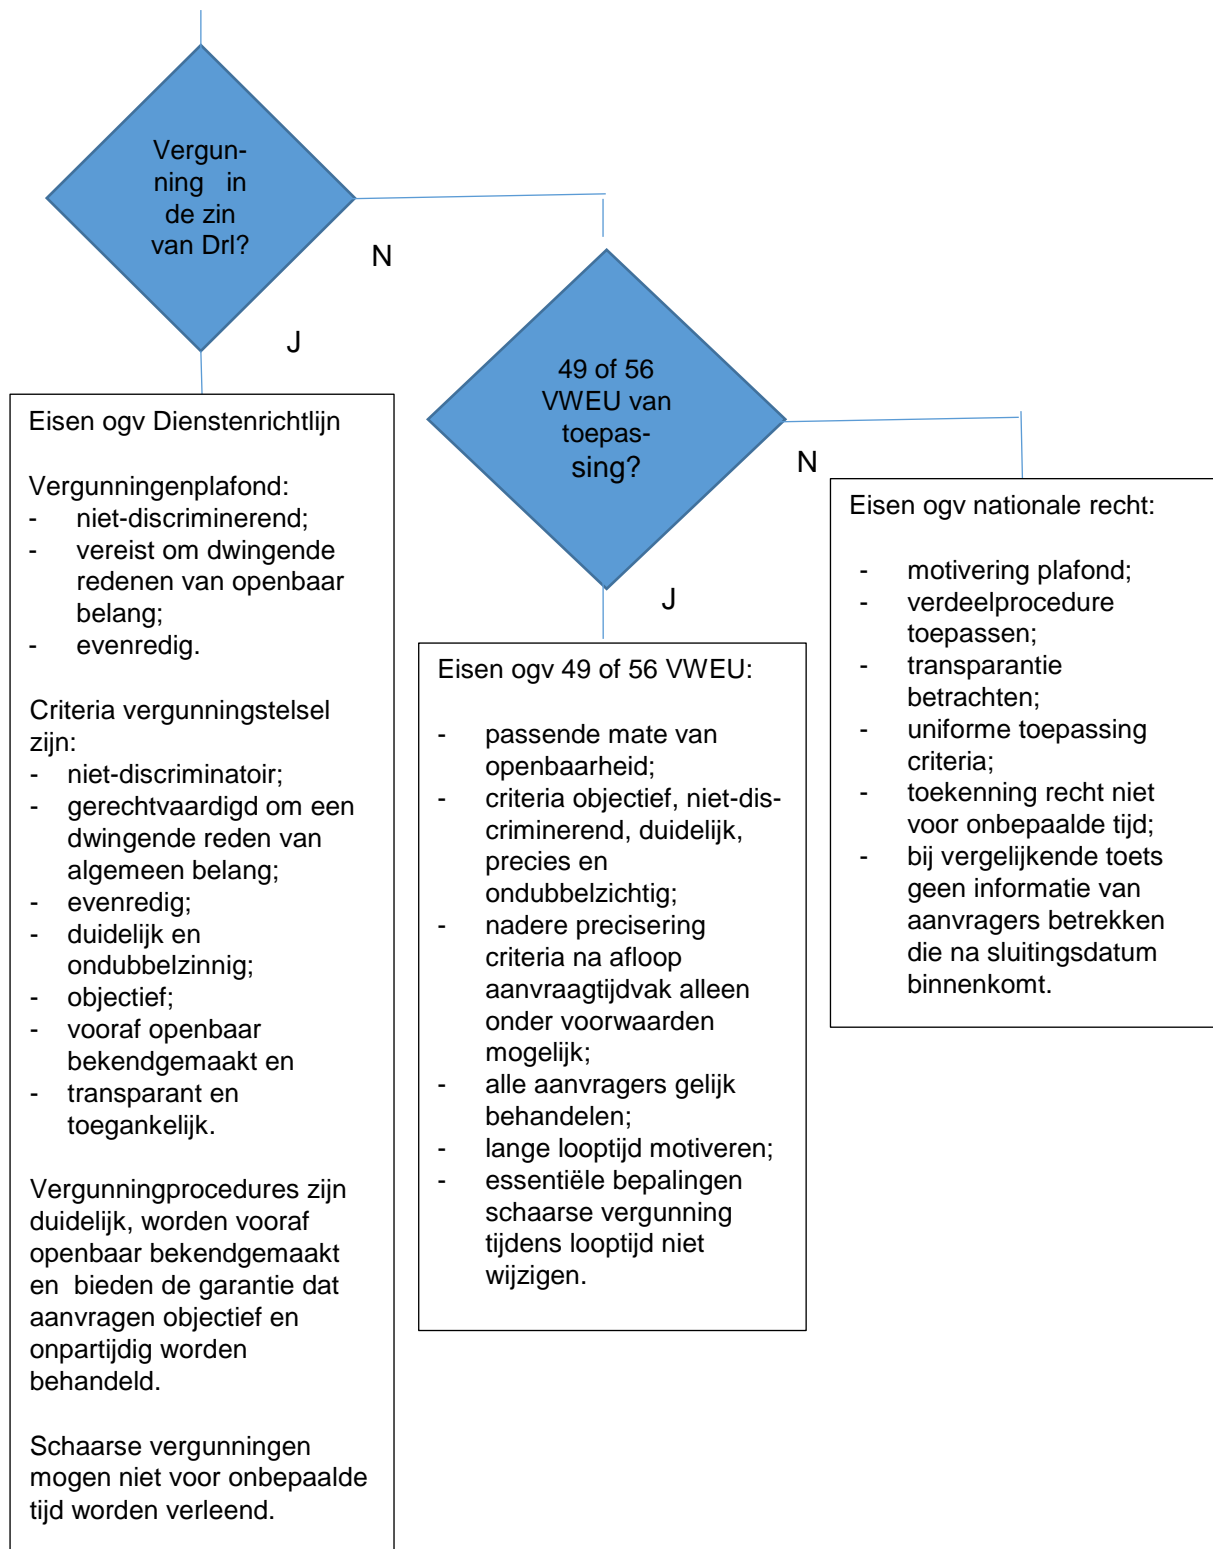 Vergun-
ning in
de zin
van Drl?
N
J
49 of 56
VWEU van
toepas-
sing?
N
J
Eisen ogv Dienstenrichtlijn
Vergunningenplafond:
- niet-discriminerend;
- vereist om dwingende
redenen van openbaar
belang;
- evenredig.
Criteria vergunningstelsel
zijn:
- niet-discriminatoir;
- gerechtvaardigd om een
dwingende reden van
algemeen belang;
- evenredig;
- duidelijk en
ondubbelzinnig;
- objectief;
- vooraf openbaar
bekendgemaakt en
- transparant en
toegankelijk.
Vergunningprocedures zijn
duidelijk, worden vooraf
openbaar bekendgemaakt
en bieden de garantie dat
aanvragen objectief en
onpartijdig worden
behandeld.
Schaarse vergunningen
mogen niet voor onbepaalde
tijd worden verleend.
Eisen ogv 49 of 56 VWEU:
- passende mate van
openbaarheid;
- criteria objectief, niet-dis-
criminerend, duidelijk,
precies en
ondubbelzichtig;
- nadere precisering
criteria na afloop
aanvraagtijdvak alleen
onder voorwaarden
mogelijk;
- alle aanvragers gelijk
behandelen;
- lange looptijd motiveren;
- essentiële bepalingen
schaarse vergunning
tijdens looptijd niet
wijzigen.
Eisen ogv nationale recht:
- motivering plafond;
- verdeelprocedure
toepassen;
- transparantie
betrachten;
- uniforme toepassing
criteria;
- toekenning recht niet
voor onbepaalde tijd;
- bij vergelijkende toets
geen informatie van
aanvragers betrekken
die na sluitingsdatum
binnenkomt.